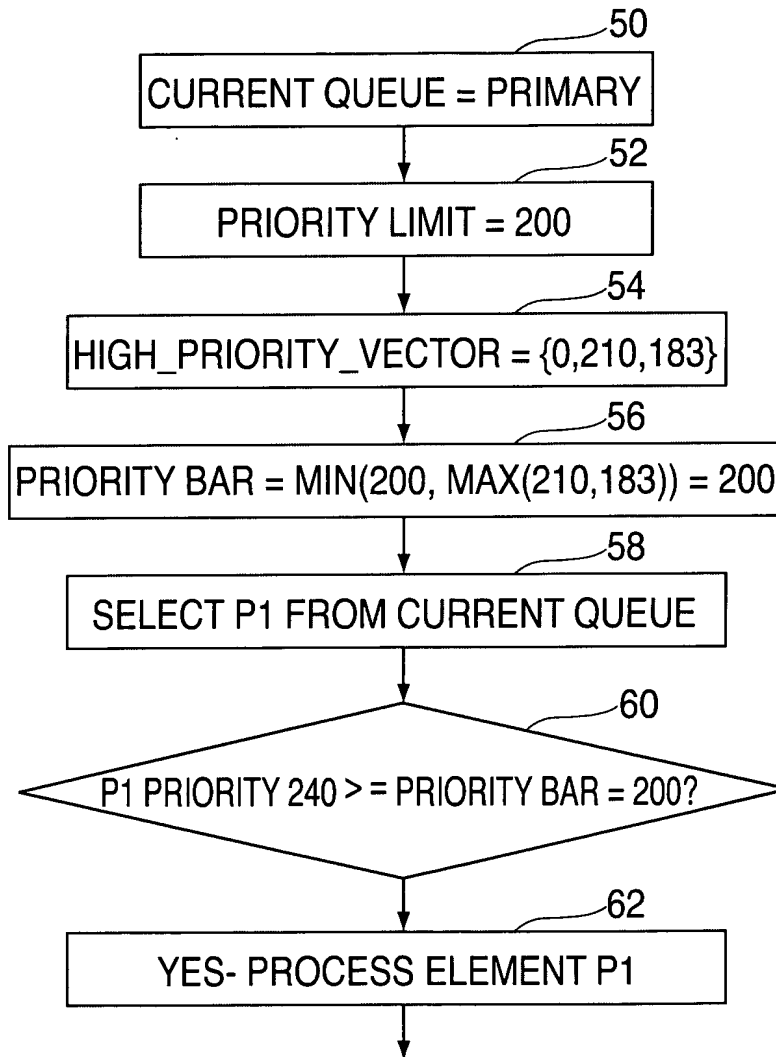 50
CURRENT QUEUE = PRIMARY
52
PRIORITY LIMIT = 200
54
HIGH_PRIORITY_VECTOR = {0,210,183}
56
PRIORITY BAR = MIN(200, MAX(210,183)) = 200
58
SELECT P1 FROM CURRENT QUEUE
60
P1 PRIORITY 240 > = PRIORITY BAR = 200?
62
YES- PROCESS ELEMENT P1